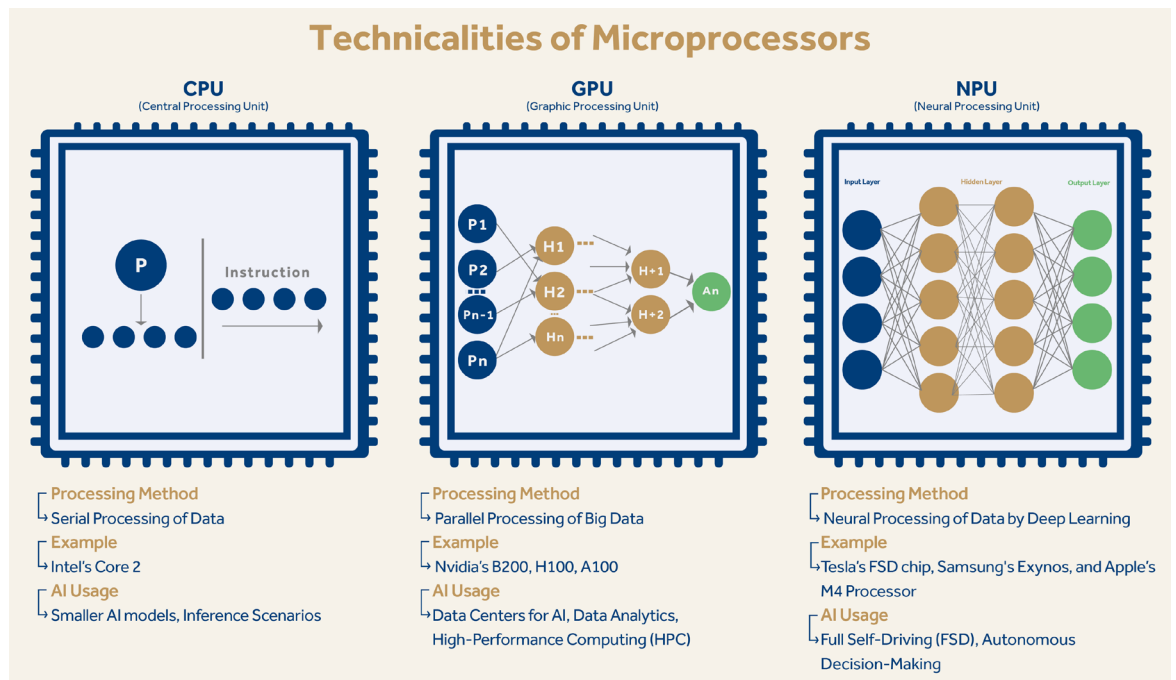 Technicalities of Microprocessors
CPU
(Central Processing Unit)
P
Instruction
Processing Method
Serial Processing of Data
Example
Intel's Core 2
AI Usage
Smaller AI models, Inference Scenarios
GPU
(Graphic Processing Unit)
P1
P2
Pn-1
Pn
H1
H2
Hn
H+1
H+2
An
Processing Method
Parallel Processing of Big Data
Example
Nvidia's B200, H100, A100
AI Usage
Data Centers for AI, Data Analytics,
High-Performance Computing (HPC)
NPU
(Neural Processing Unit)
Input Layer
Hidden Layer
Output Layer
Processing Method
Neural Processing of Data by Deep Learning
Example
Tesla's FSD chip, Samsung's Exynos, and Apple's
M4 Processor
AI Usage
Full Self-Driving (FSD), Autonomous
Decision-Making